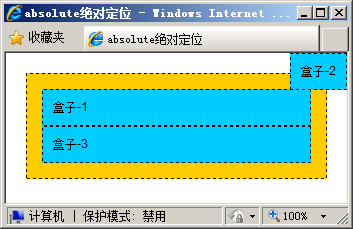 absolute绝对定位 - Windows Internet ...
收藏夹
absolute绝对定位
盒子-2
盒子-1
盒子-3
计算机 | 保护模式: 禁用
100%